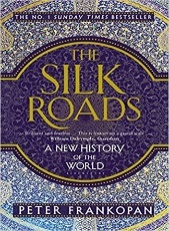 THE NO. 1 SUNDAY TIMES BESTSELLER
THE
SILK
ROADS
A NEW HISTORY
OF THE
WORLD
PETER FRANKOPAN